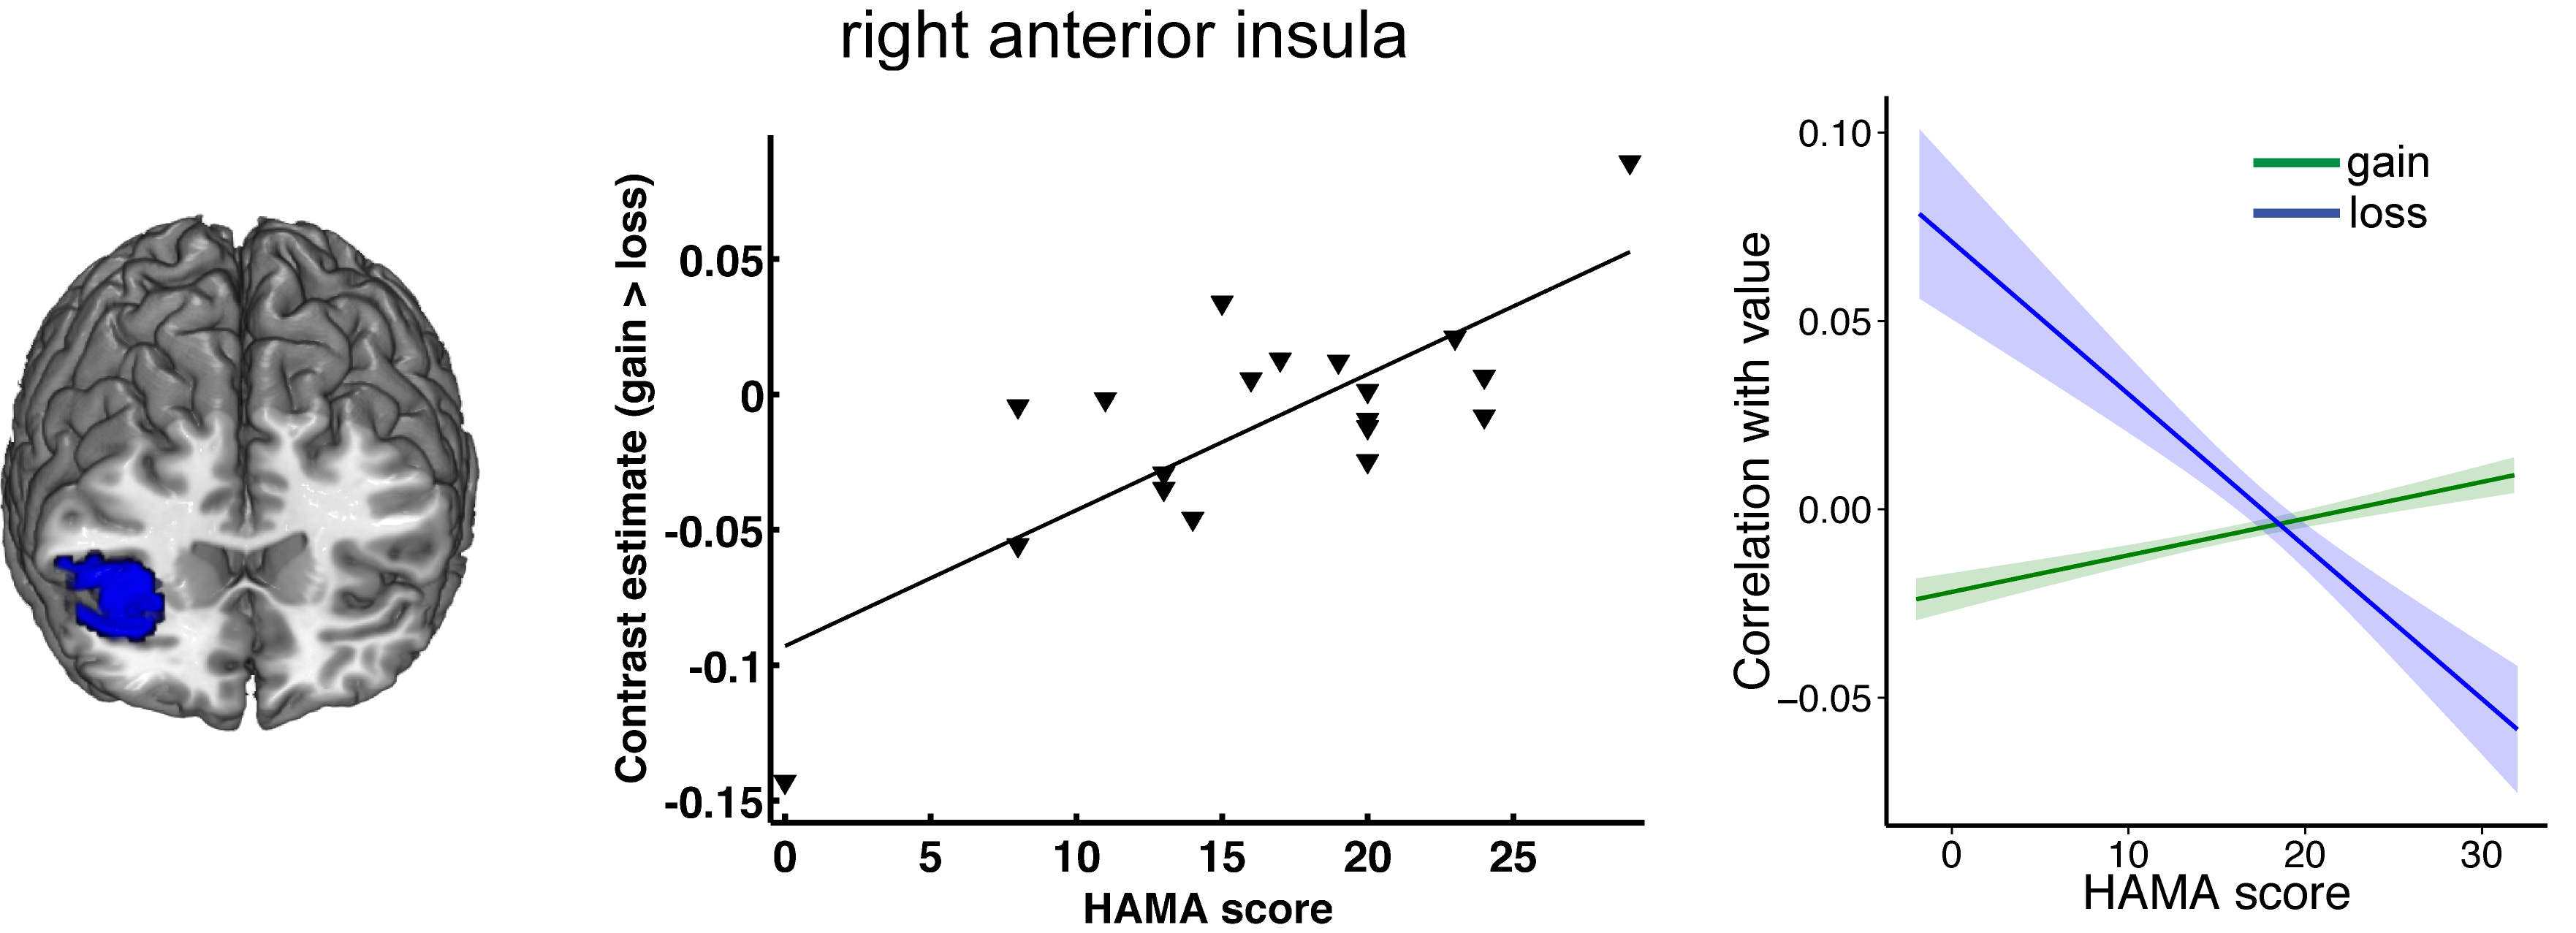 right anterior insula
Contrast estimate (gain > loss)
0.05
0
-0.05
-0.1
-0.15
0 5 10 15 20 25
HAMA score
Correlation with value
0.10
0.05
0.00
−0.05
gain
loss
0 10 20 30
HAMA score